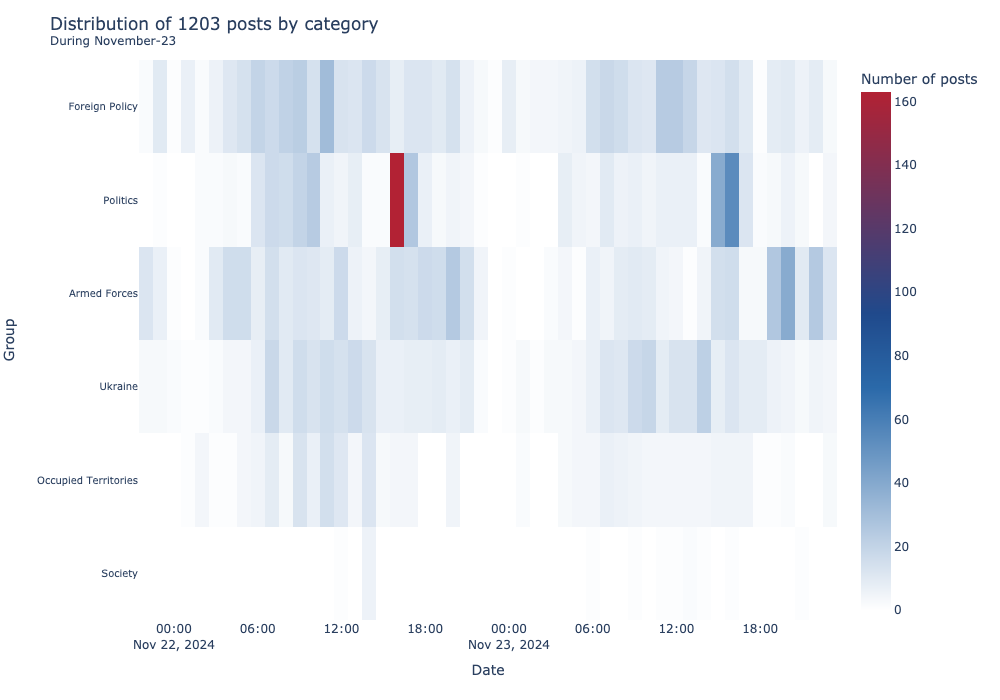 Distribution of 1203 posts by category
During November-23
Number of posts
160
140
120
100
80
60
40
20
0
Group
Foreign Policy
Politics
Armed Forces
Ukraine
Occupied Territories
Society
00:00 06:00 12:00 18:00 00:00 06:00 12:00 18:00
Nov 22, 2024 Nov 23, 2024
Date